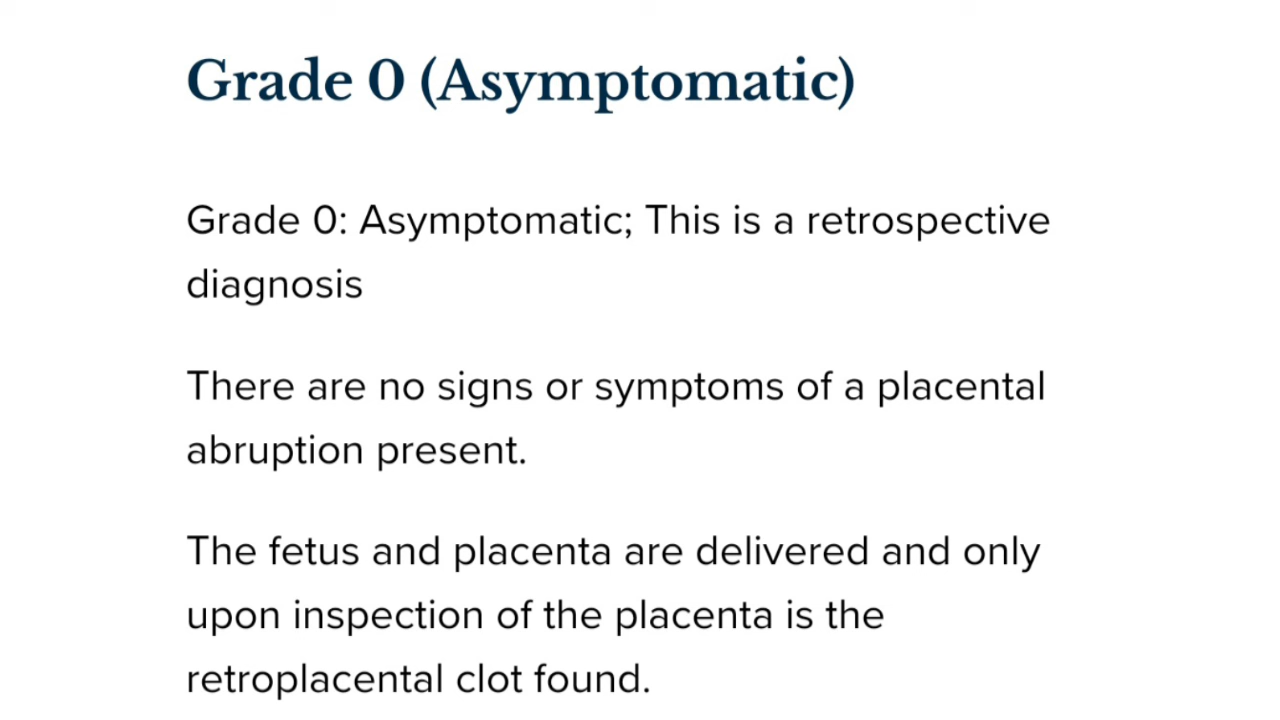 Grade 0 (Asymptomatic)
Grade 0: Asymptomatic; This is a retrospective
diagnosis
There are no signs or symptoms of a placental
abruption present.
The fetus and placenta are delivered and only
upon inspection of the placenta is the
retroplacental clot found.